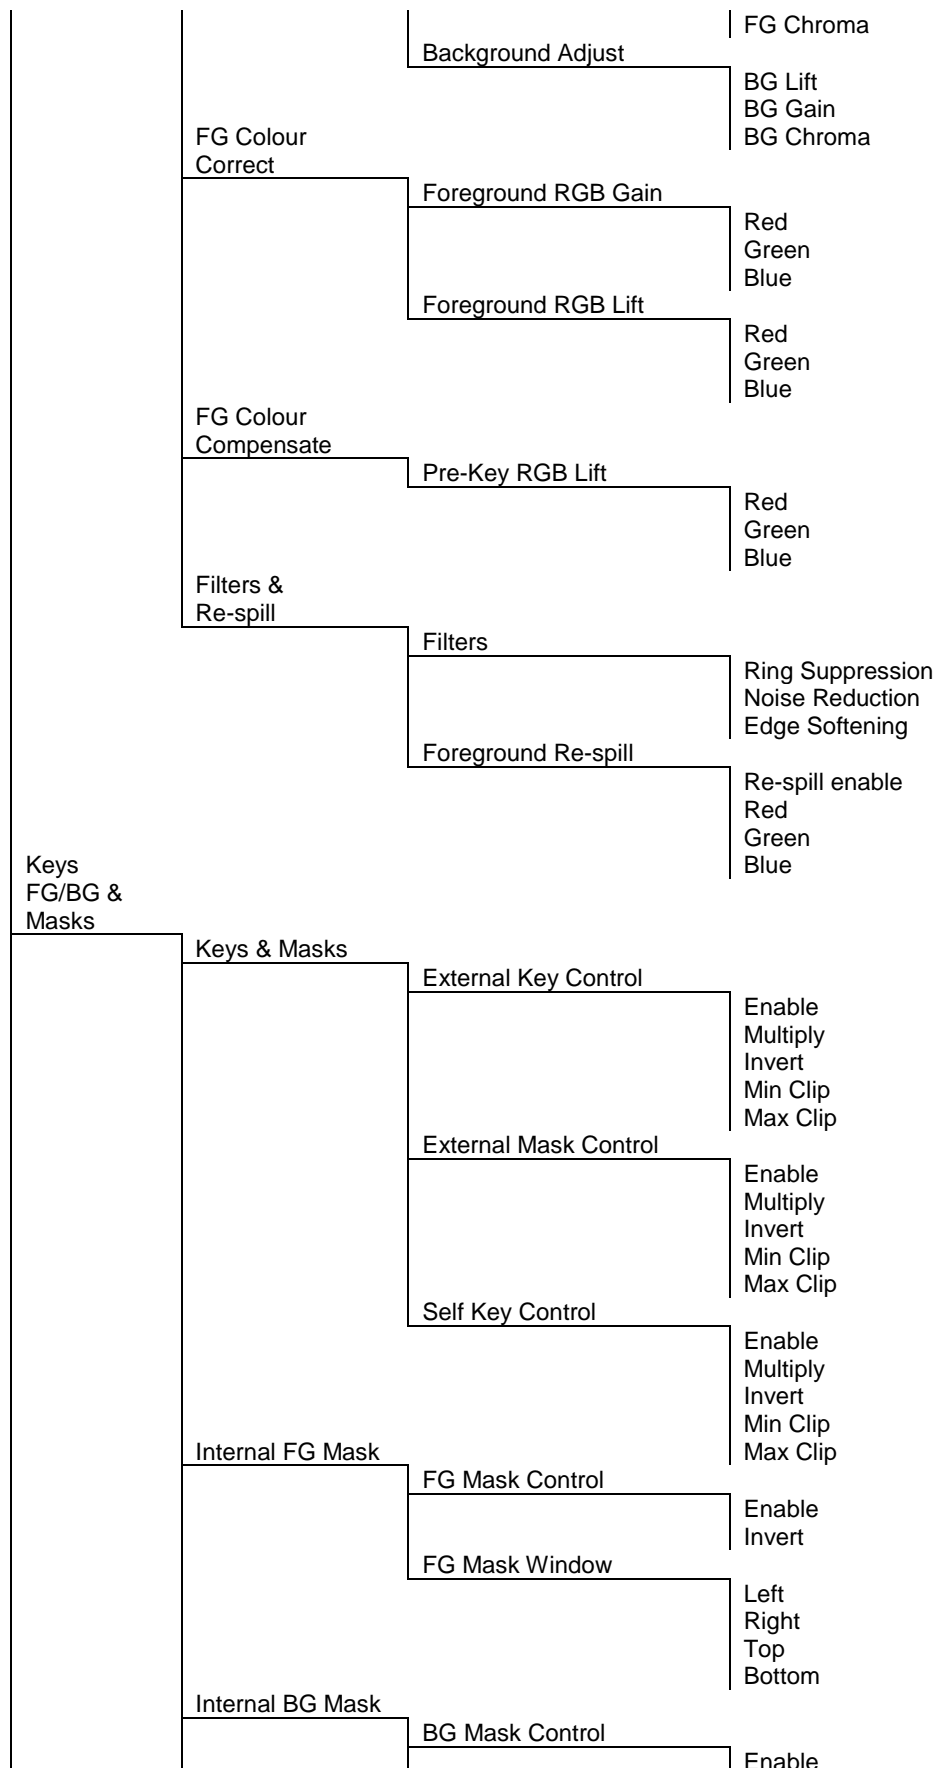 FG Chroma
Background Adjust
BG Lift
BG Gain
BG Chroma
FG Colour
Correct
Foreground RGB Gain
Red
Green
Blue
Foreground RGB Lift
Red
Green
Blue
FG Colour
Compensate
Pre-Key RGB Lift
Red
Green
Blue
Filters &
Re-spill
Filters
Ring Suppression
Noise Reduction
Edge Softening
Foreground Re-spill
Re-spill enable
Red
Green
Blue
Keys
FG/BG &
Masks
Keys & Masks
External Key Control
Enable
Multiply
Invert
Min Clip
Max Clip
External Mask Control
Enable
Multiply
Invert
Min Clip
Max Clip
Self Key Control
Enable
Multiply
Invert
Min Clip
Max Clip
Internal FG Mask
FG Mask Control
Enable
Invert
FG Mask Window
Left
Right
Top
Bottom
Internal BG Mask
BG Mask Control
Enable